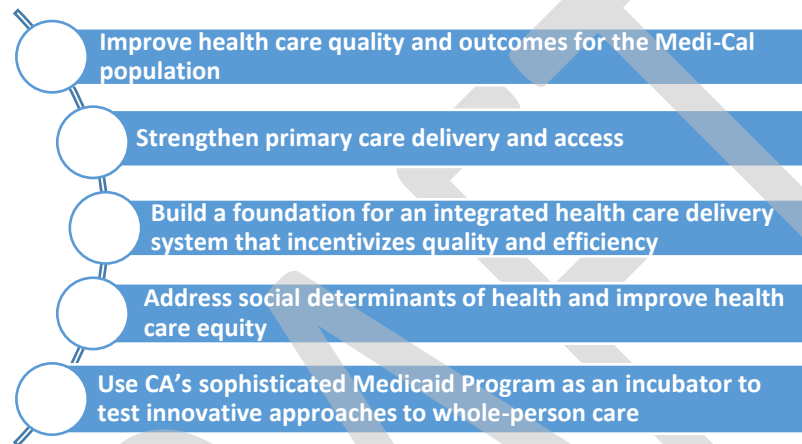 Improve health care quality and outcomes for the Medi-Cal
population
Strengthen primary care delivery and access
Build a foundation for an integrated health care delivery
system that incentivizes quality and efficiency
Address social determinants of health and improve health
care equity
Use CA’s sophisticated Medicaid Program as an incubator to
test innovative approaches to whole-person care